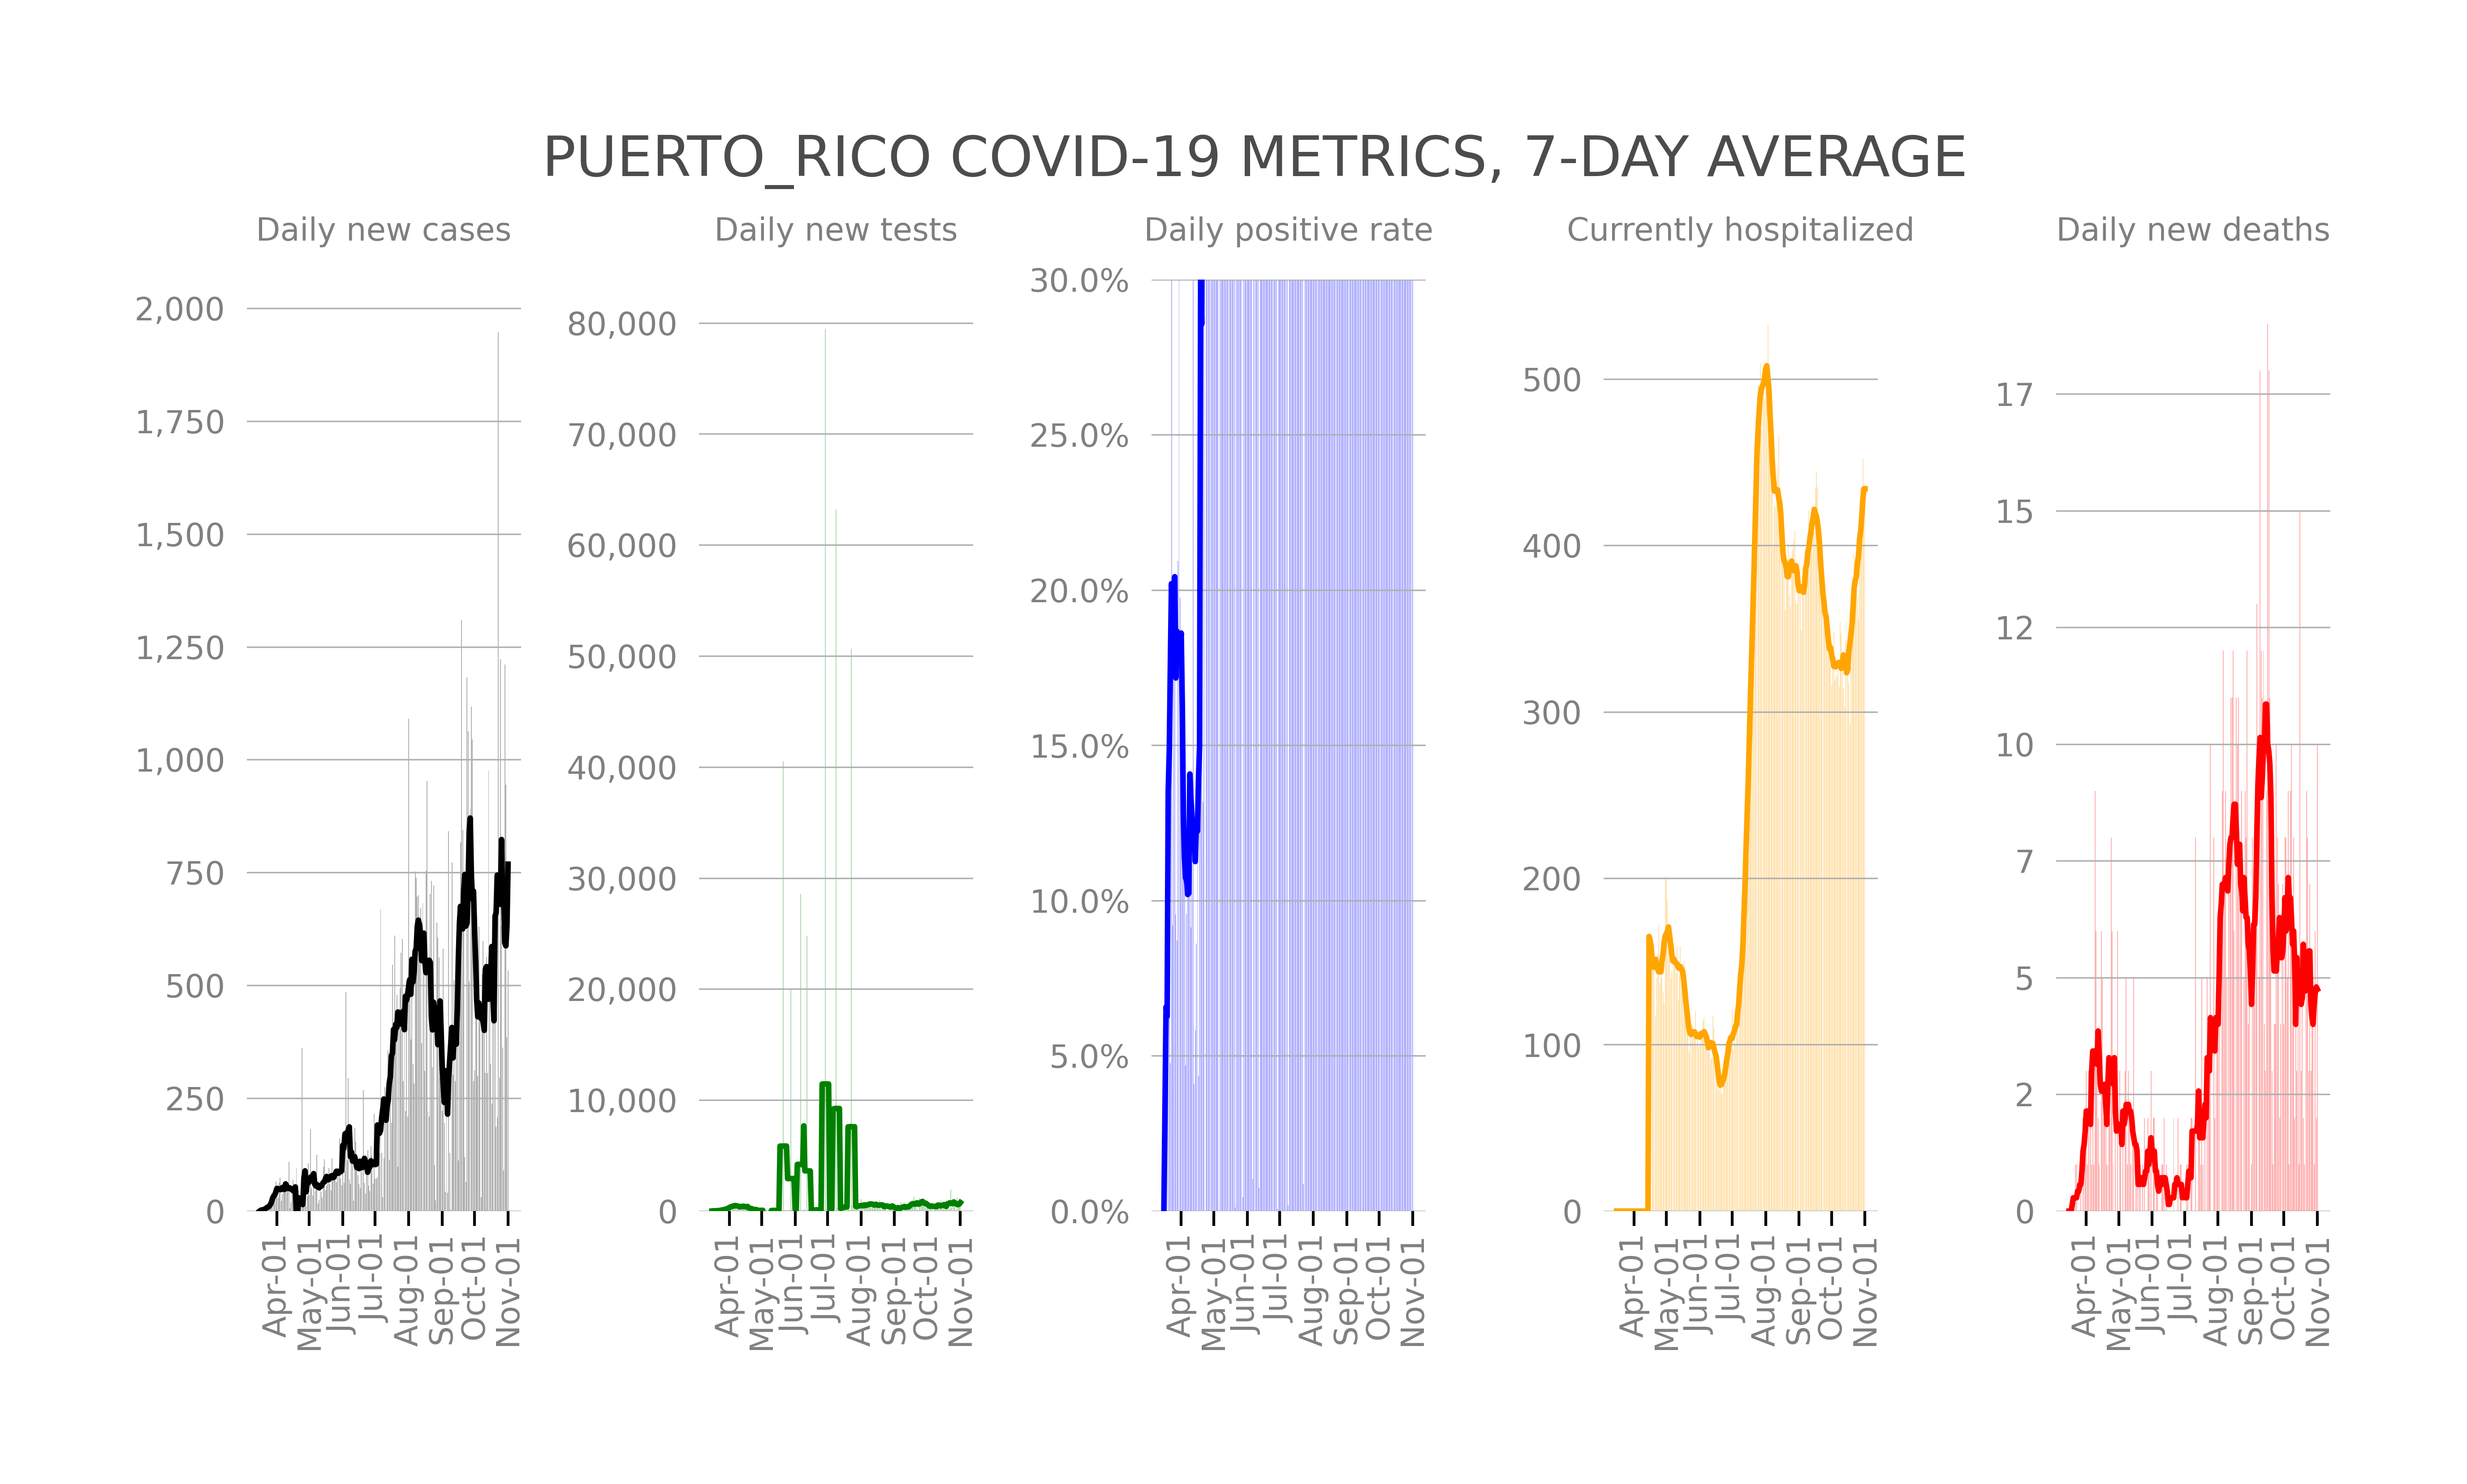 PUERTO_RICO COVID-19 METRICS, 7-DAY AVERAGE
Daily new cases
2,000
1,750
1,500
1,250
1,000
750
500
250
0
Apr-01
May-01
Jun-01
Jul-01
Aug-01
Sep-01
Oct-01
Nov-01
Daily new tests
80,000
70,000
60,000
50,000
40,000
30,000
20,000
10,000
0
Apr-01
May-01
Jun-01
Jul-01
Aug-01
Sep-01
Oct-01
Nov-01
Daily positive rate
30.0%
25.0%
20.0%
15.0%
10.0%
5.0%
0.0%
Apr-01
May-01
Jun-01
Jul-01
Aug-01
Sep-01
Oct-01
Nov-01
Currently hospitalized
500
400
300
200
100
0
Apr-01
May-01
Jun-01
Jul-01
Aug-01
Sep-01
Oct-01
Nov-01
Daily new deaths
17
15
12
10
7
5
2
0
Apr-01
May-01
Jun-01
Jul-01
Aug-01
Sep-01
Oct-01
Nov-01